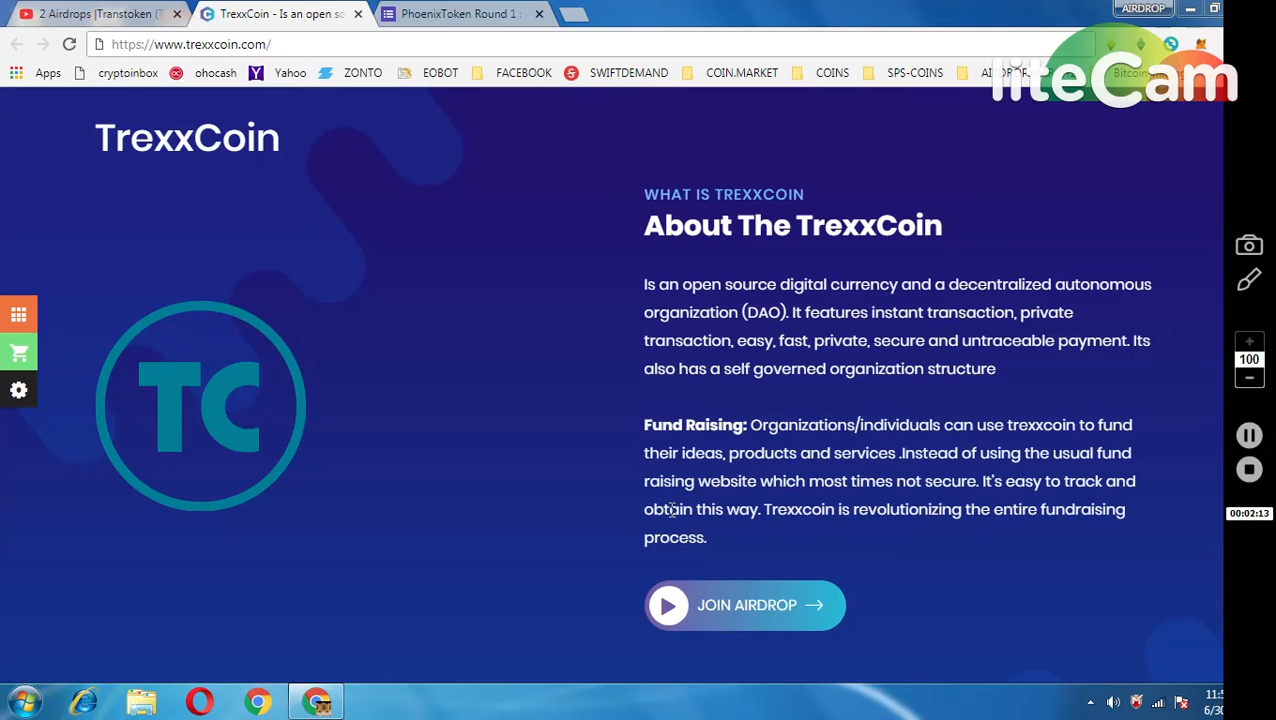 2 Airdrops |Transtoken (T
TrexxCoin - Is an open so
PhoenixToken Round 1 :
AIRDROP
https://www.trexxcoin.com/
Apps
cryptoinbox
ohocash
Yahoo
EOBOT
FACEBOOK
SWIFTDEMAND
COIN.MARKET
COINS
SPS-COINS
liteCam
TrexxCoin
WHAT IS TREXXCOIN
About The TrexxCoin
Is an open source digital currency and a decentralized autonomous
organization (DAO). It features instant transaction, private
transaction, easy, fast, private, secure and untraceable payment. Its
also has a self governed organization structure
Fund Raising: Organizations/individuals can use trexxcoin to fund
their ideas, products and services .Instead of using the usual fund
raising website which most times not secure. It's easy to track and
obtain this way. Trexxcoin is revolutionizing the entire fundraising
process.
JOIN AIRDROP
TC
100
00:02:13
11:5
6/30